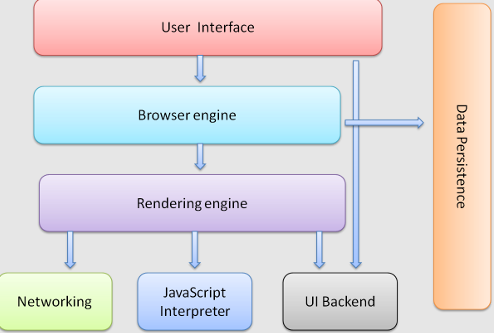 User Interface
Browser engine
Data Persistence
Rendering engine
Networking
JavaScript
Interpreter
UI Backend